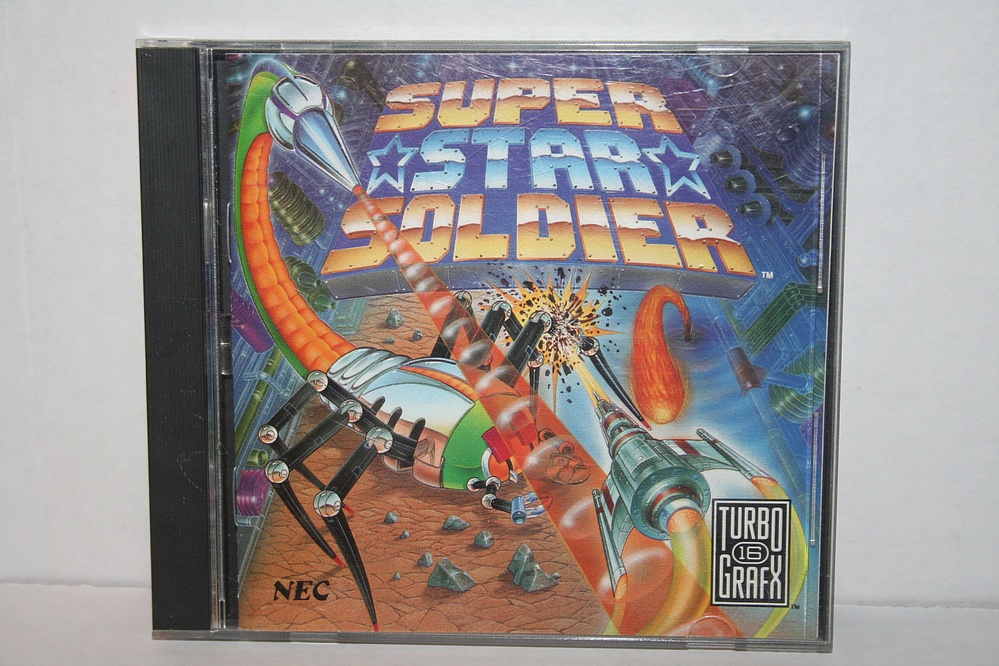 SUPER
STAR
SOLDIER
TM
NEC
TURBO
16
GRAFX
TM